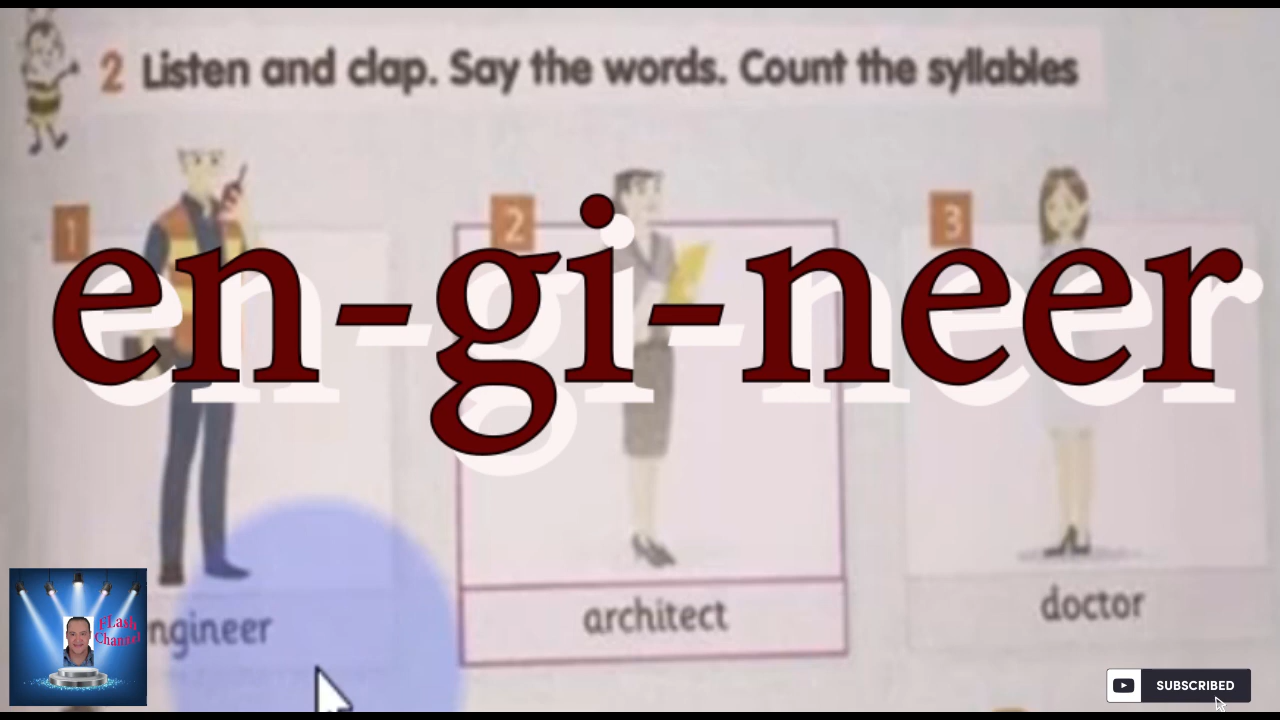 2 Listen and clap. Say the words. Count the syllables
1
2
3
en-gi-neer
ngineer
architect
doctor
FLash
Channel
SUBSCRIBED